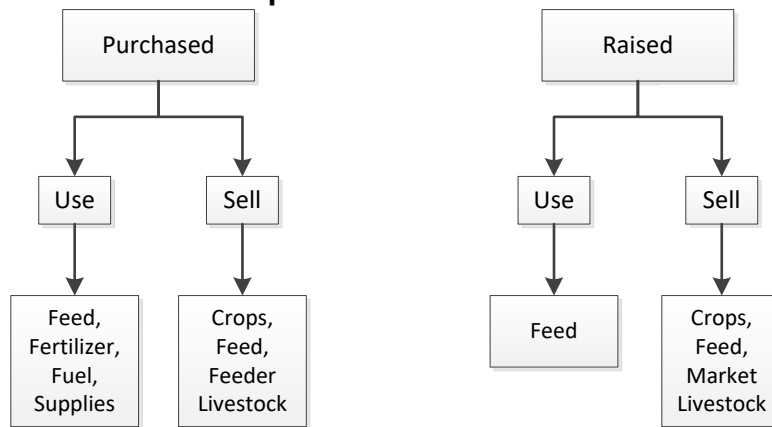 Purchased
Raised
Use
Sell
Use
Sell
Feed,
Fertilizer,
Fuel,
Supplies
Crops,
Feed,
Feeder
Livestock
Feed
Crops,
Feed,
Market
Livestock